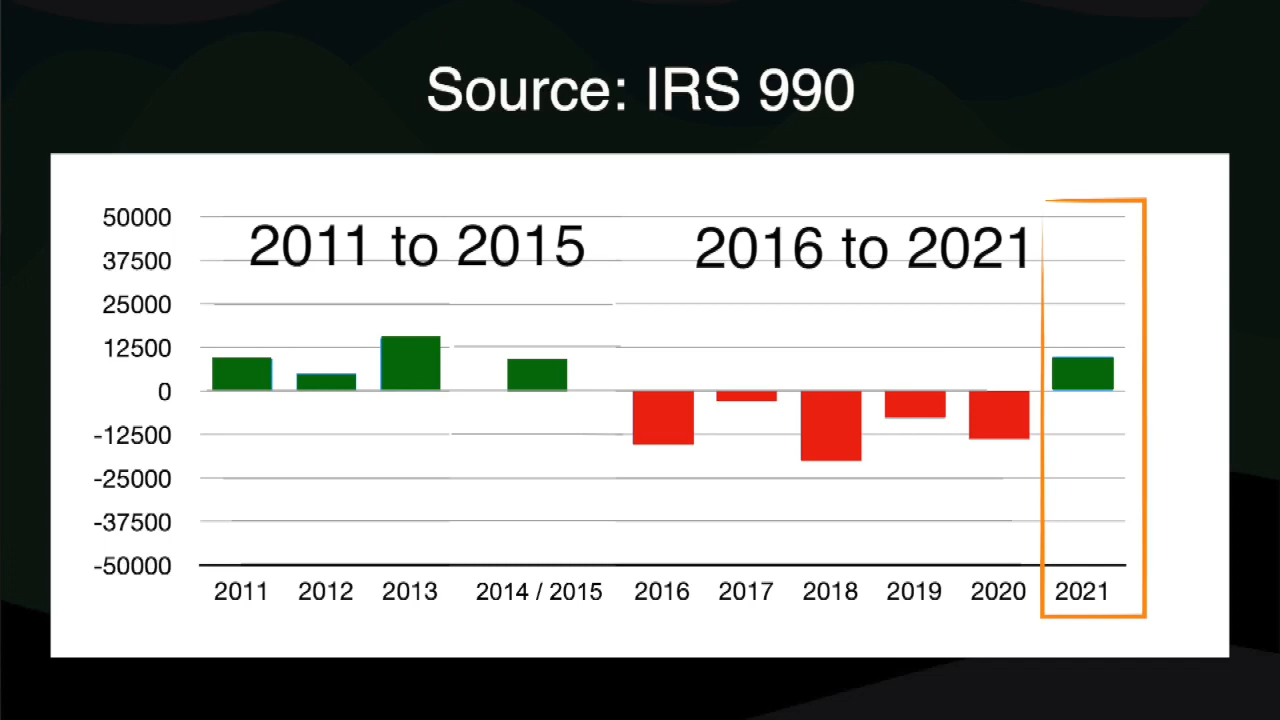 Source: IRS 990
2011 to 2015
2016 to 2021
50000
37500
25000
12500
0
-12500
-25000
-37500
-50000
2011 2012 2013 2014 / 2015 2016 2017 2018 2019 2020 2021